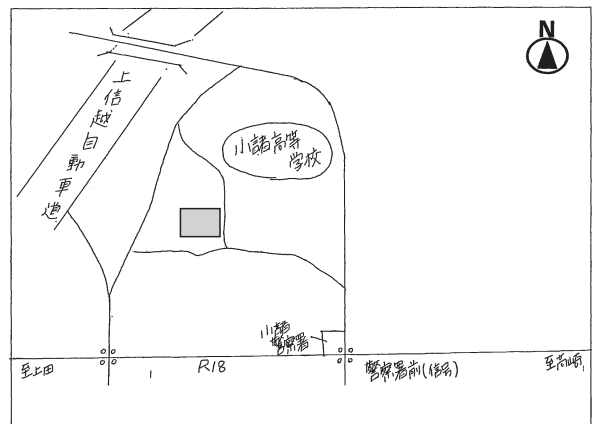 N
上信越自動車道
小諸高等
学校
小諸
警察署
至上田
R18
警察署前(信号)
至高崎